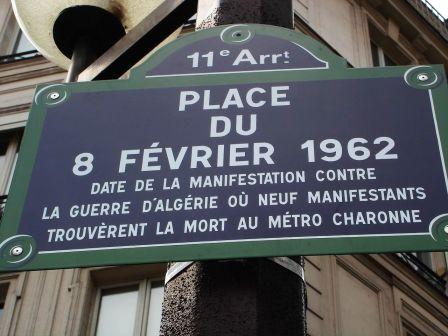 11e Arrt
PLACE
DU
8 FÉVRIER 1962
DATE DE LA MANIFESTATION CONTRE
LA GUERRE D'ALGÉRIE OÙ NEUF MANIFESTANTS
TROUVÈRENT LA MORT AU MÉTRO CHARONNE